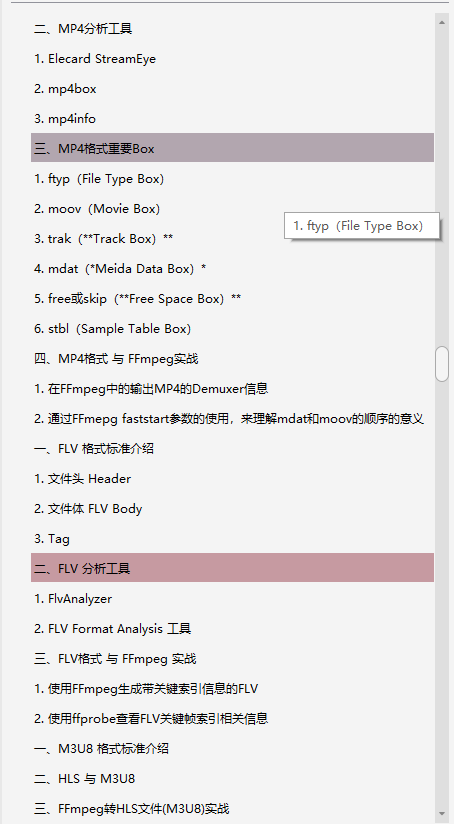 二、MP4分析工具
1. Elecard StreamEye
2. mp4box
3. mp4info
三、MP4格式重要Box
1. ftyp（File Type Box）
2. moov（Movie Box）
1. ftyp（File Type Box）
3. trak（**Track Box）**
4. mdat（*Meida Data Box）*
5. free或skip（**Free Space Box）**
6. stbl（Sample Table Box）
四、MP4格式 与 FFmpeg实战
1. 在FFmpeg中的输出MP4的Demuxer信息
2. 通过FFmepg faststart参数的使用，来理解mdat和moov的顺序的意义
一、FLV 格式标准介绍
1. 文件头 Header
2. 文件体 FLV Body
3. Tag
二、FLV 分析工具
1. FlvAnalyzer
2. FLV Format Analysis 工具
三、FLV格式 与 FFmpeg 实战
1. 使用FFmpeg生成带关键索引信息的FLV
2. 使用ffprobe查看FLV关键帧索引相关信息
一、M3U8 格式标准介绍
二、HLS 与 M3U8
三、FFmpeg转HLS文件(M3U8)实战